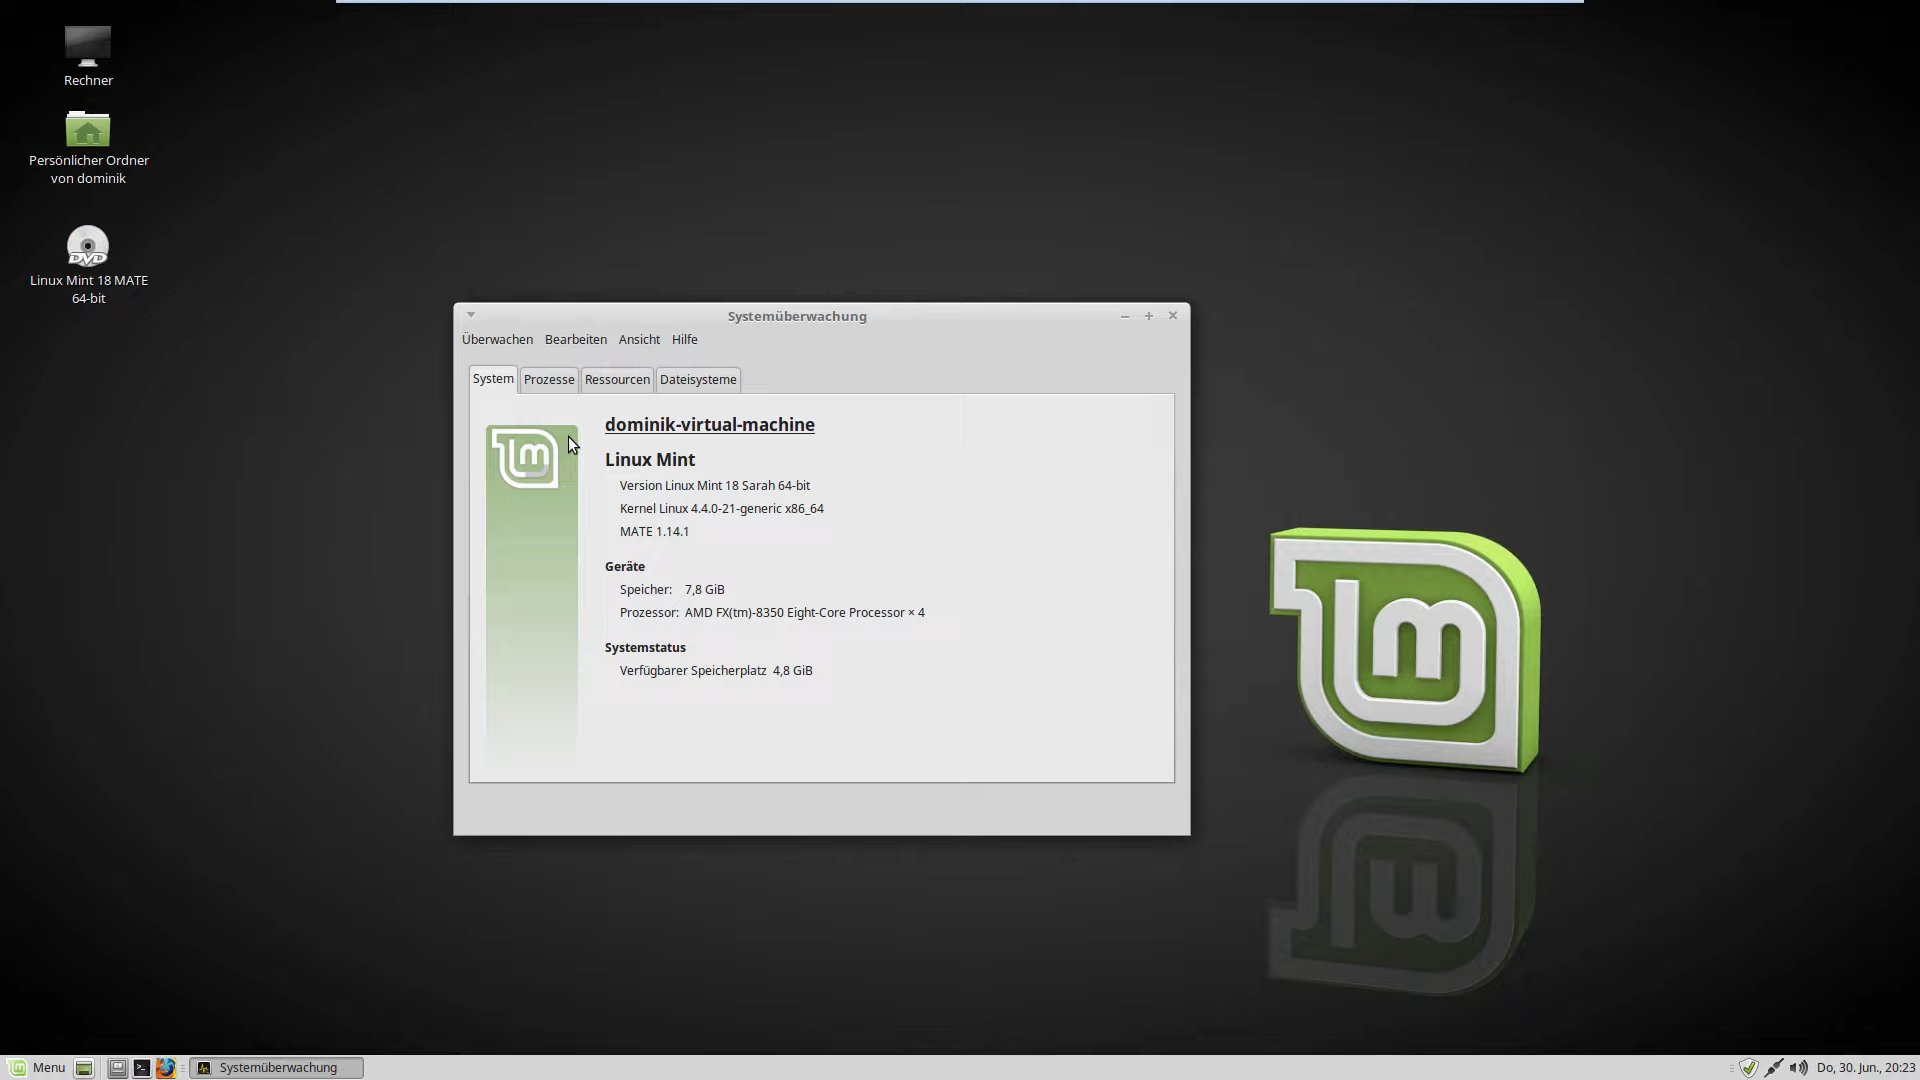 Rechner
Persönlicher Ordner
von dominik
DVD
Linux Mint 18 MATE
64-bit
Systemüberwachung
Überwachen Bearbeiten Ansicht Hilfe
System Prozesse Ressourcen Dateisysteme
dominik-virtual-machine
Linux Mint
Version Linux Mint 18 Sarah 64-bit
Kernel Linux 4.4.0-21-generic x86_64
MATE 1.14.1
Geräte
Speicher: 7,8 GiB
Prozessor: AMD FX(tm)-8350 Eight-Core Processor × 4
Systemstatus
Verfügbarer Speicherplatz 4,8 GiB
Menu Systemüberwachung Do, 30. Jun., 20:23